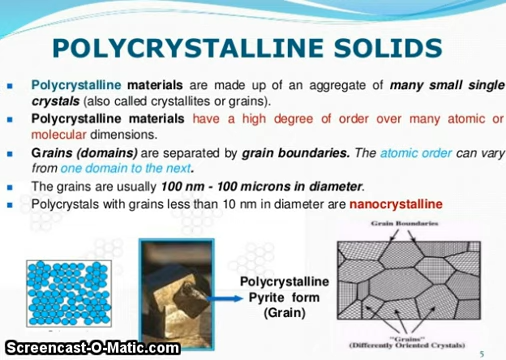 POLYCRYSTALLINE SOLIDS
Polycrystalline materials are made up of an aggregate of many small single
crystals (also called crystallites or grains).
Polycrystalline materials have a high degree of order over many atomic or
molecular dimensions.
Grains (domains) are separated by grain boundaries. The atomic order can vary
from one domain to the next.
The grains are usually 100 nm - 100 microns in diameter.
Polycrystals with grains less than 10 nm in diameter are nanocrystalline
Grain Boundaries
Polycrystalline
Pyrite form
(Grain)
"Grains"
(Differently Oriented Crystals)
Screencast-O-Matic.com
5